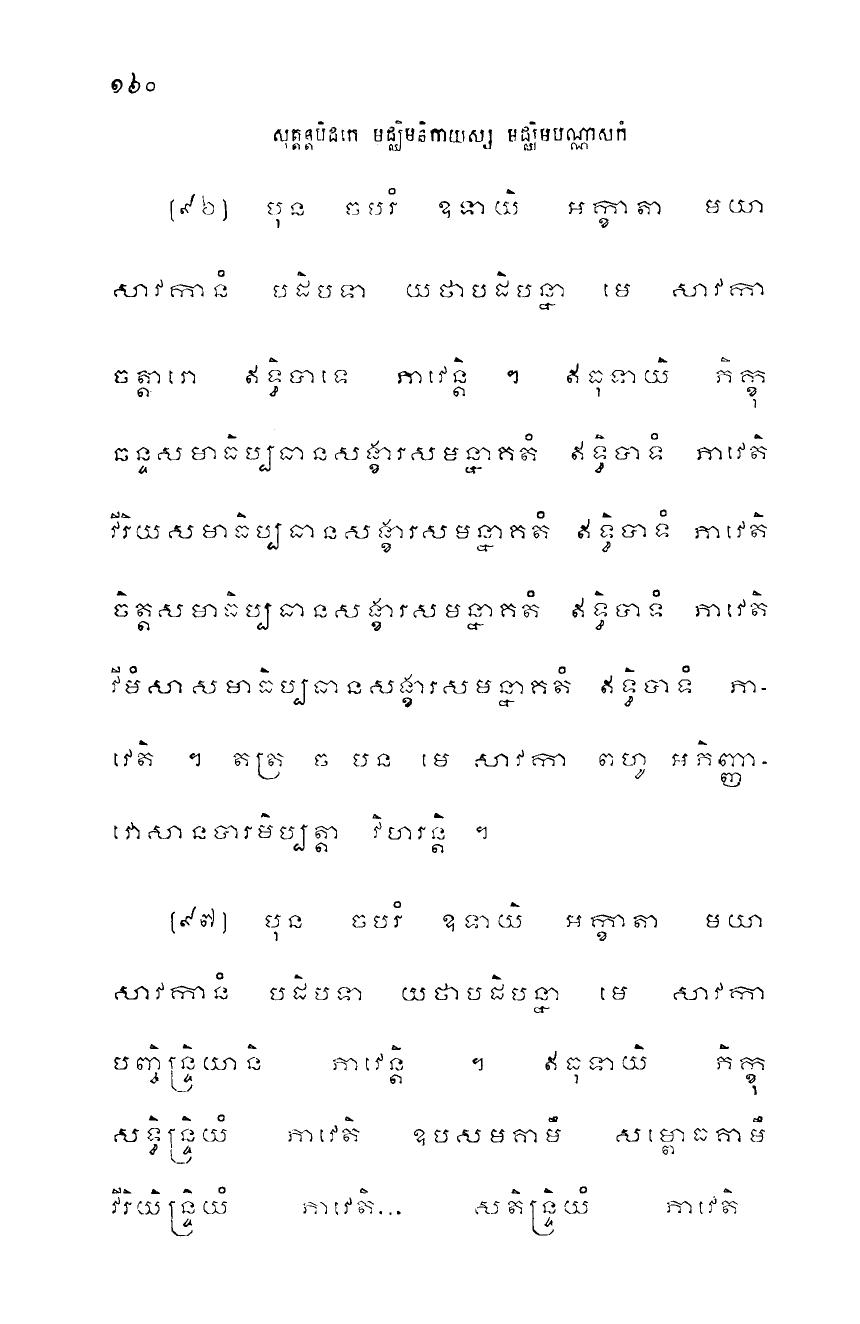 ១៦០
សុត្តន្តបិដកេ មជ្ឈិមនិកាយស្ស មជ្ឈិមបណ្ណាសកំ
(៩៦) បុន ចបរំ ឧទាយិ អក្ខាតា មយា
សាវកានំ បដិបទា យថាបដិបន្នា មេ សាវកា
ចត្តារោ ឥទ្ធិបាទេ ភាវេន្តិ ។ ឥធុទាយិ ភិក្ខុ
ឆន្ទសមាធិប្បធានសង្ខារសមន្នាគតំ ឥទ្ធិបាទំ ភាវេតិ
វីរិយសមាធិប្បធានសង្ខារសមន្នាគតំ ឥទ្ធិបាទំ ភាវេតិ
ចិត្តសមាធិប្បធានសង្ខារសមន្នាគតំ ឥទ្ធិបាទំ ភាវេតិ
វីមំសាសមាធិប្បធានសង្ខារសមន្នាគតំ ឥទ្ធិបាទំ ភា-
វេតិ ។ តត្រ ច បន មេ សាវកា ពហូ អភិញ្ញា-
វោសានបារមិប្បត្តា វិហរន្តិ ។
(៩៧) បុន ចបរំ ឧទាយិ អក្ខាតា មយា
សាវកានំ បដិបទា យថាបដិបន្នា មេ សាវកា
បញ្ចិន្ទ្រិយានិ ភាវេន្តិ ។ ឥធុទាយិ ភិក្ខុ
សទ្ធិន្ទ្រិយំ ភាវេតិ ឧបសមគាមឹ សម្ពោធគាមឹ
វីរិយិន្ទ្រិយំ ភាវេតិ... សតិន្ទ្រិយំ ភាវេតិ